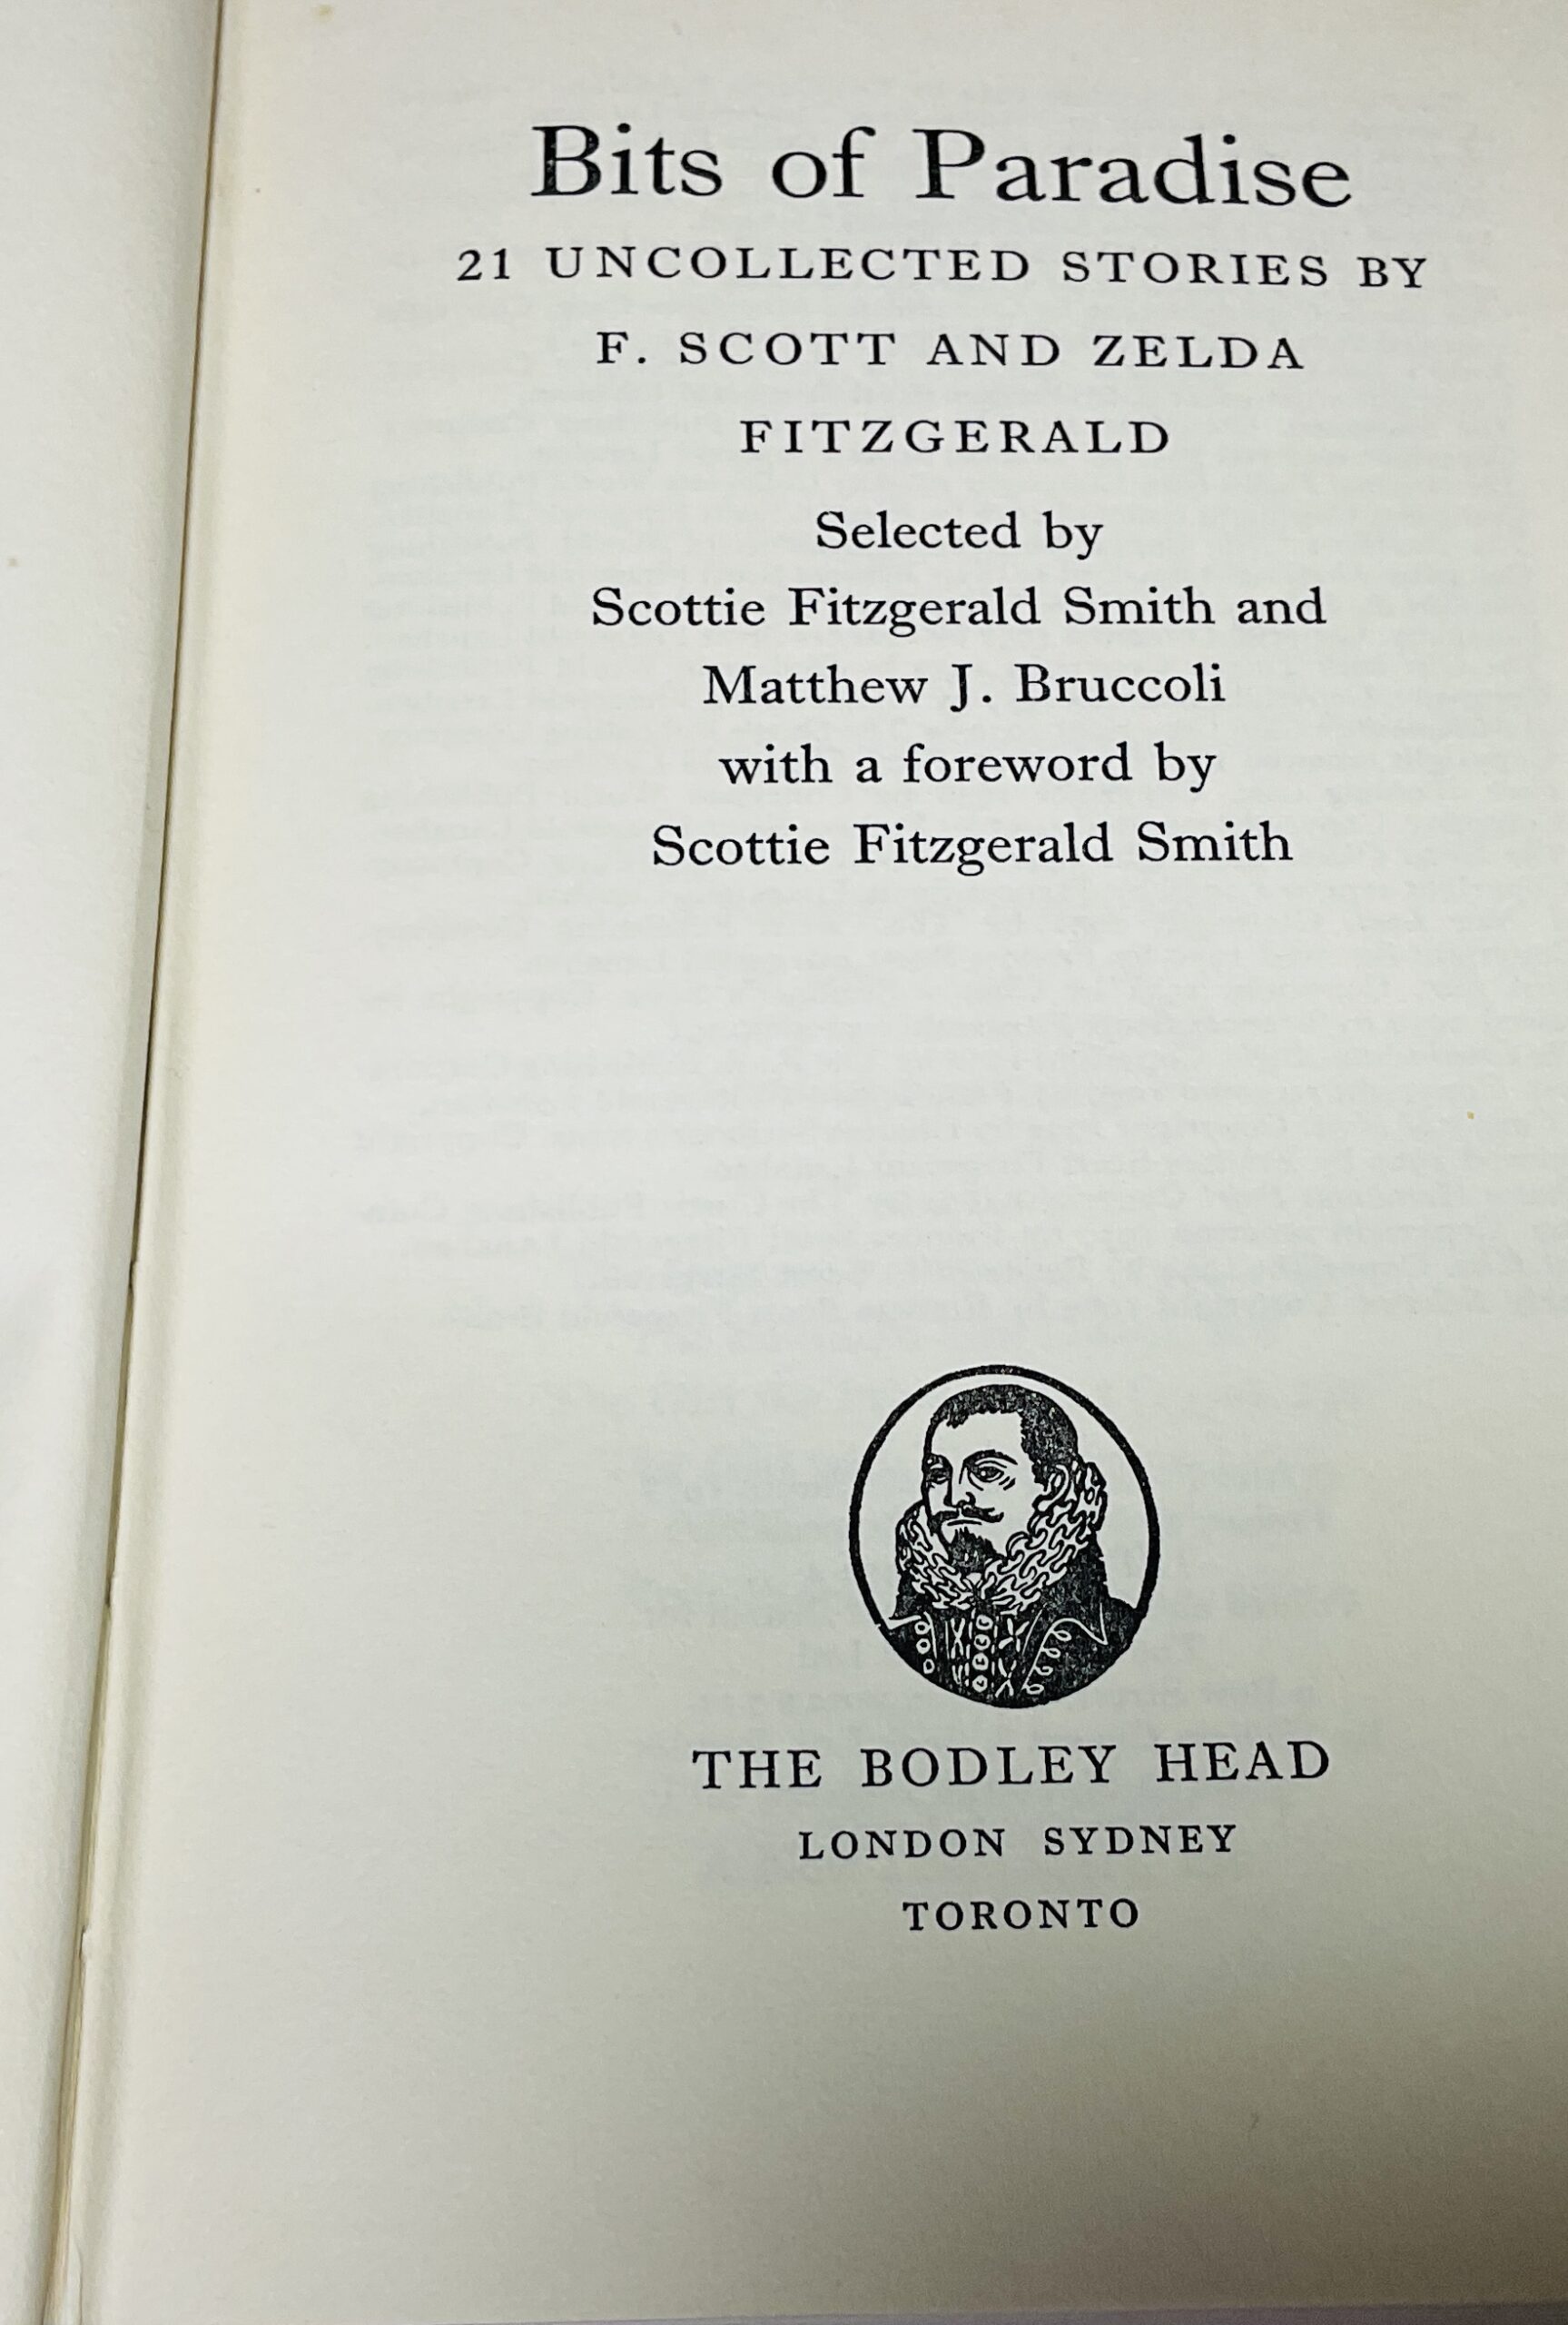 Bits of Paradise
21 UNCOLLECTED STORIES BY
F. SCOTT AND ZELDA
FITZGERALD
Selected by
Scottie Fitzgerald Smith and
Matthew J. Bruccoli
with a foreword by
Scottie Fitzgerald Smith
THE BODLEY HEAD
LONDON SYDNEY
TORONTO